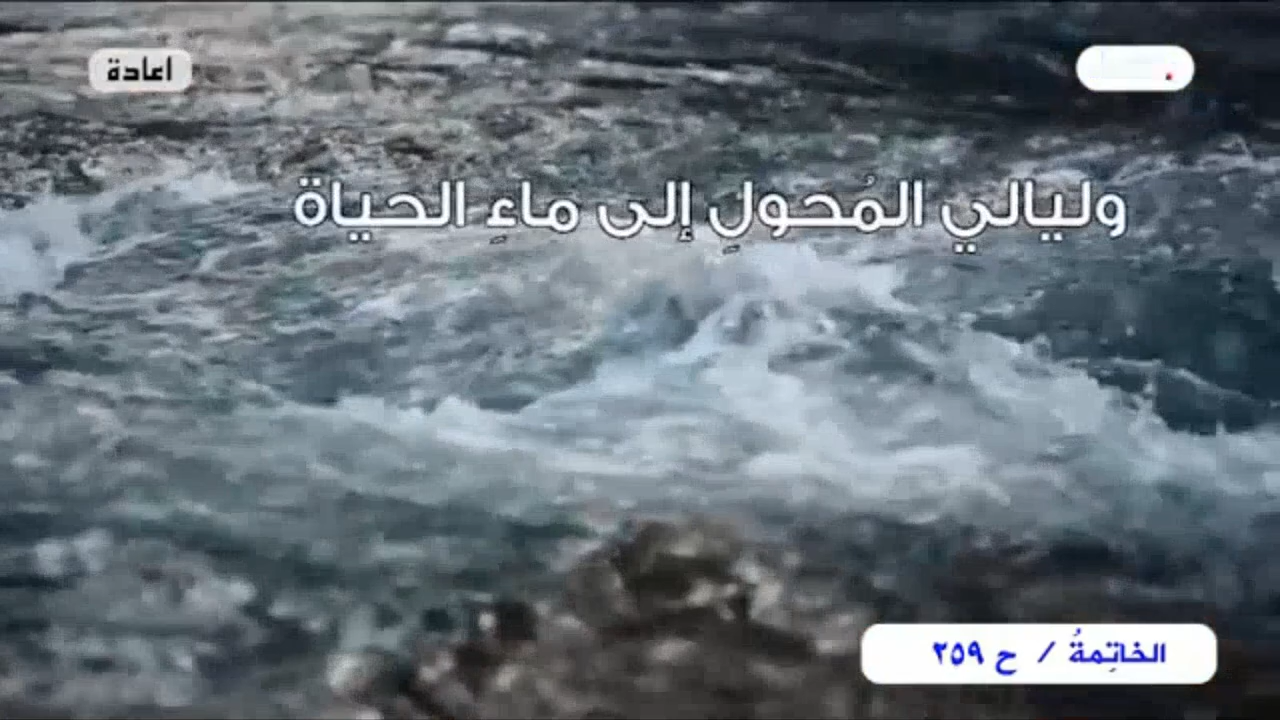 اعادة
وليالي المُحولِ إلى ماءِ الحياة
الخاتِمةُ / ح ٢٥٩